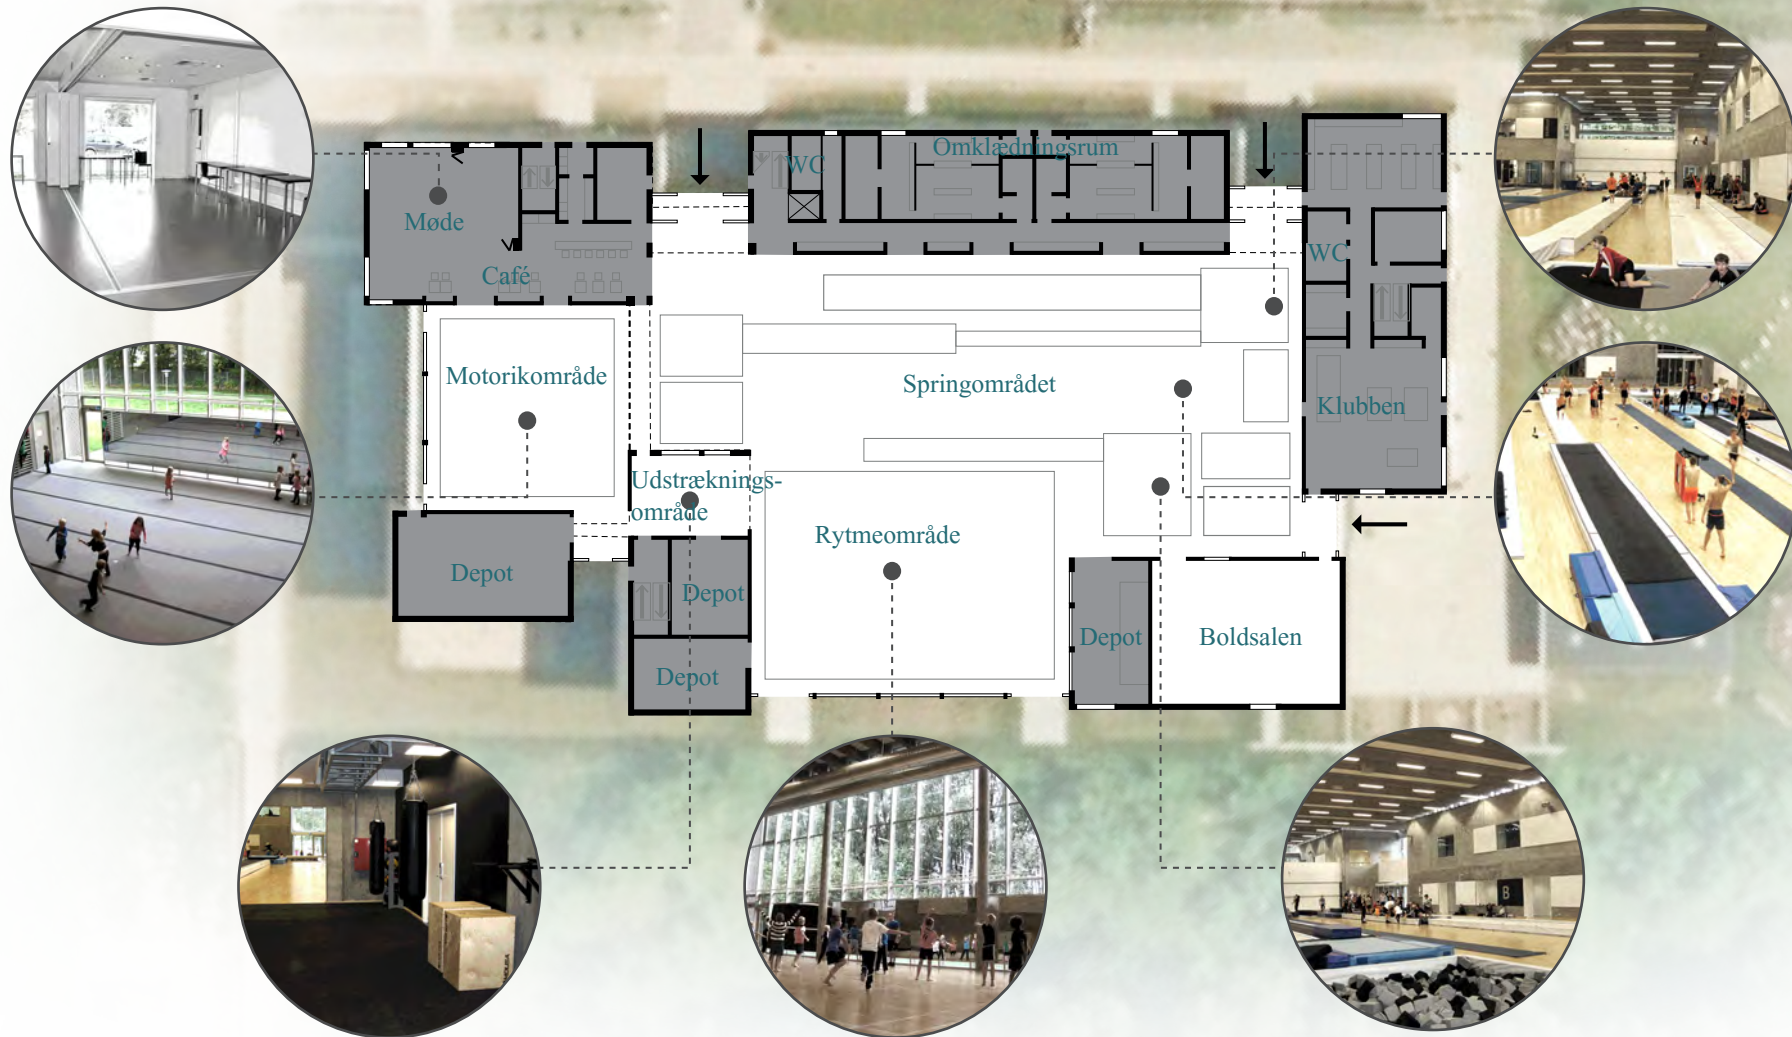 WC
Omklædningsrum
Møde
Café
WC
Motorikområde
Springområdet
Klubben
Udstræknings-
område
Rytmeområde
Depot
Depot
Depot
Depot
Boldsalen
B